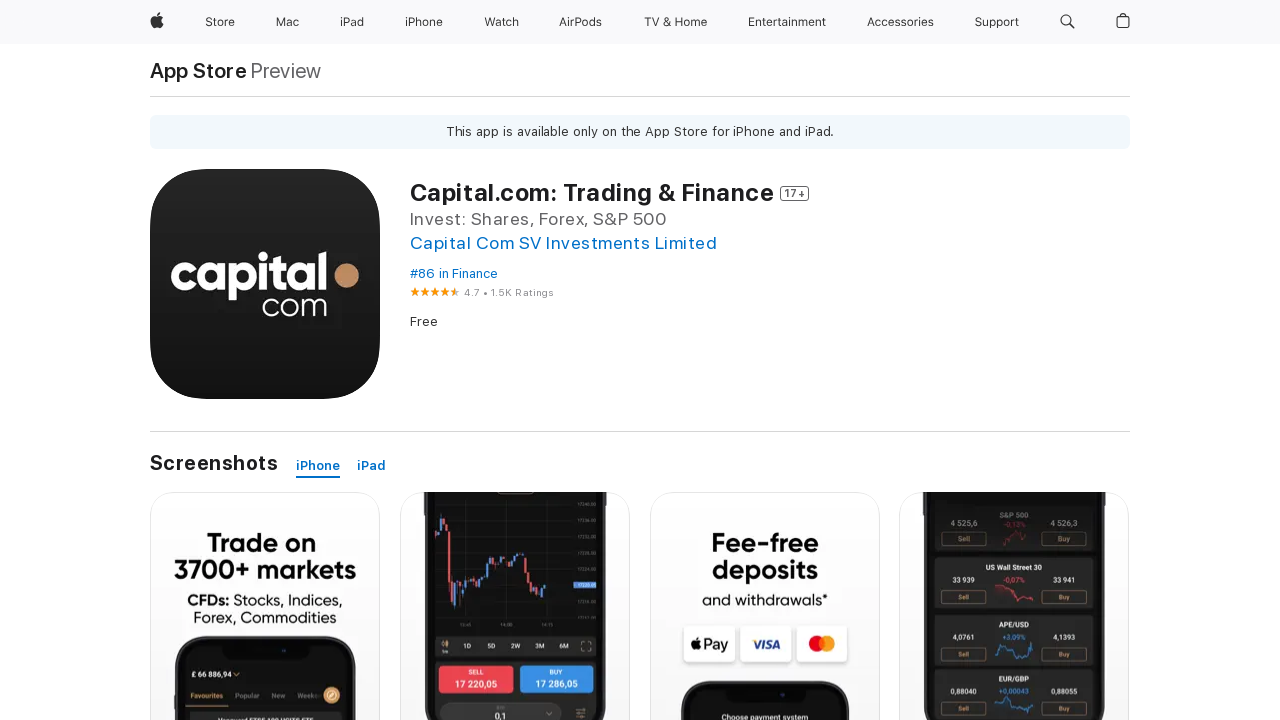 Store
Mac
iPad
iPhone
Watch
AirPods
TV & Home
Entertainment
Accessories
Support
App Store Preview
This app is available only on the App Store for iPhone and iPad.
capital
com
Capital.com: Trading & Finance 17+
Invest: Shares, Forex, S&P 500
Capital Com SV Investments Limited
#86 in Finance
4.7 • 1.5K Ratings
Free
Screenshots
iPhone
iPad
Trade on
3700+ markets
CFDs: Stocks, Indices,
Forex, Commodities
£ 66 886,94
Favourites
Popular
New
1D
5D
2W
3M
6M
SELL
17 220,05
BUY
17 286,05
0,1
Fee-free
deposits
and withdrawals*
Pay
VISA
Choose payment system
S&P 500
4 525,6
-0,13%
4 526,3
Sell
Buy
US Wall Street 30
33 939
-0,07%
33 941
Sell
Buy
APE/USD
4,0761
+3.09%
4,1393
Sell
Buy
EUR/GBP
0,88040
+0,00043
0,88055
Sell
Buy